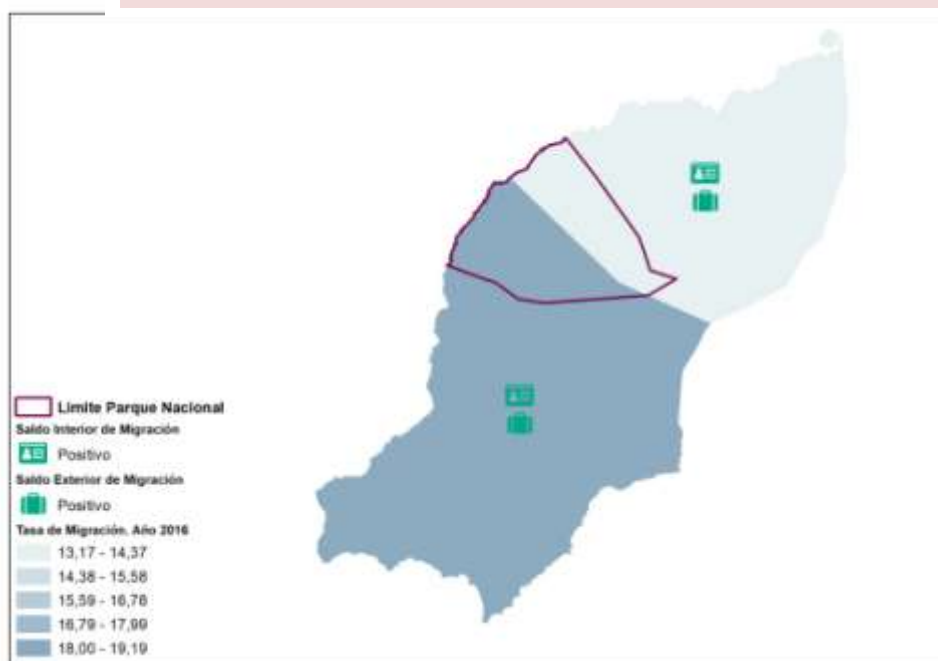 Limite Parque Nacional
Saldo Interior de Migración
Positivo
Saldo Exterior de Migración
Positivo
Tasa de Migración. Año 2016
13,17 - 14,37
14,38 - 15,58
15,59 - 16,78
16,79 - 17,99
18,00 - 19,19